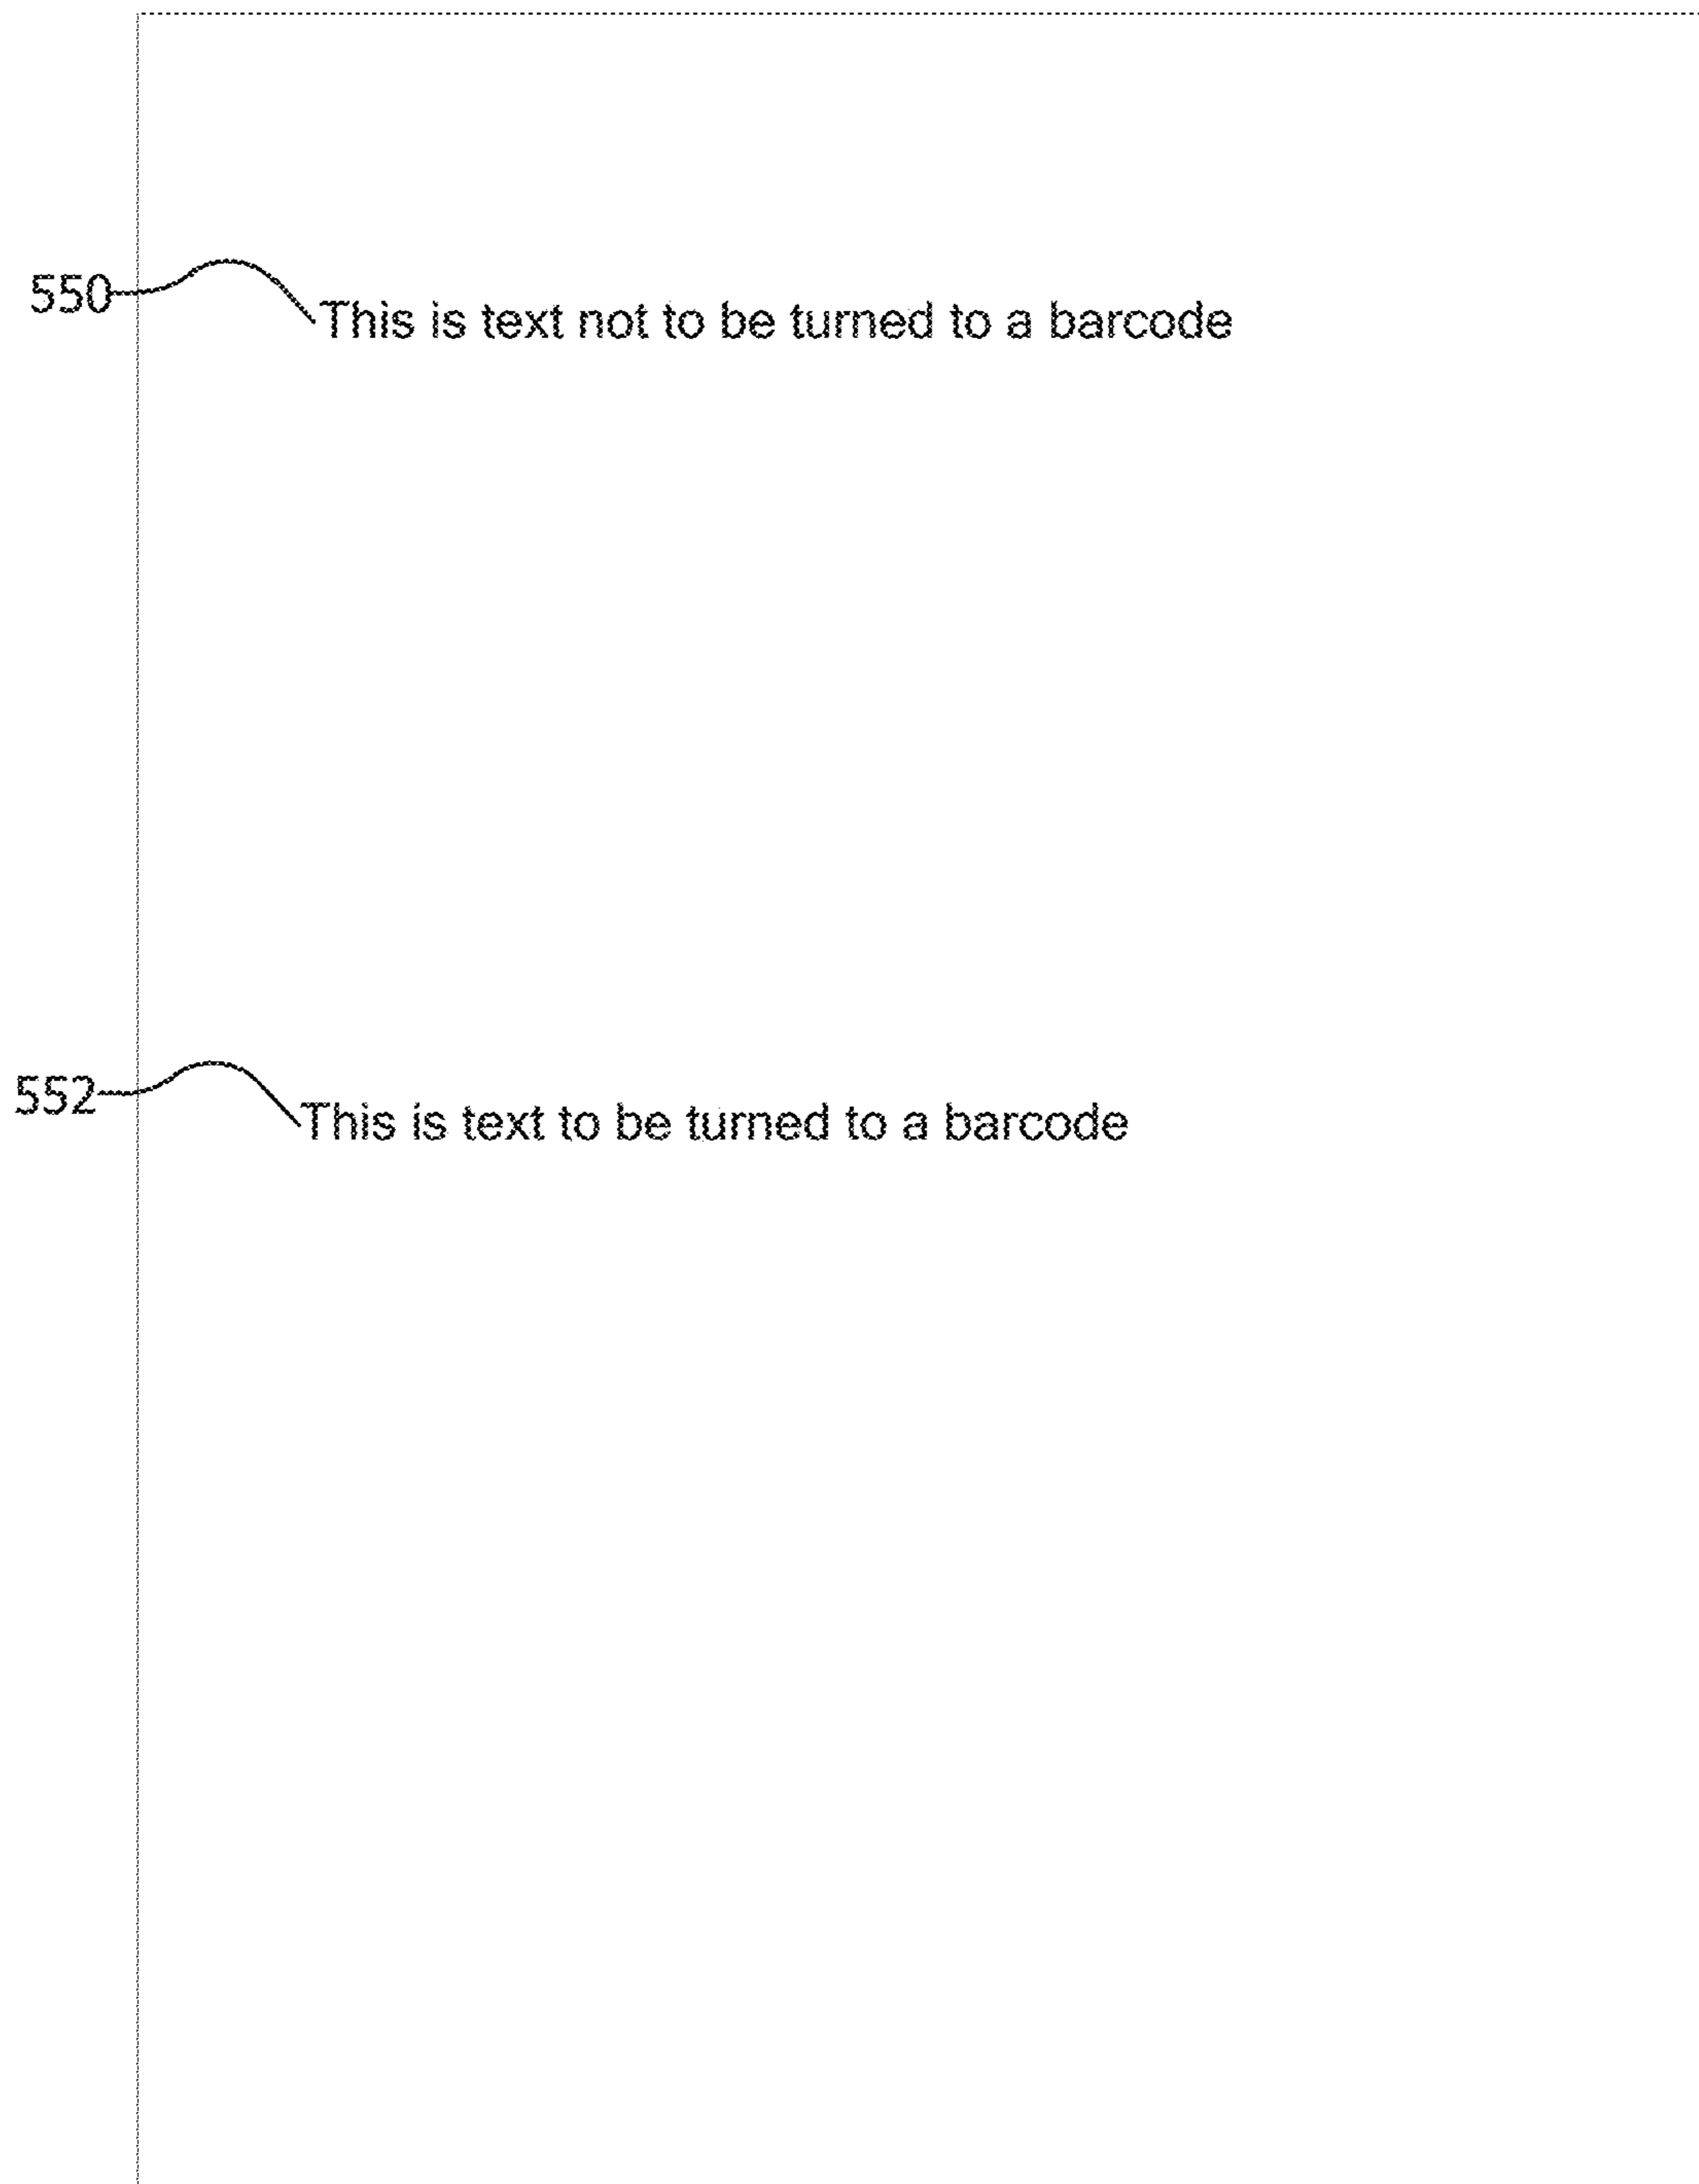 550 This is text not to be turned to a barcode
552 This is text to be turned to a barcode